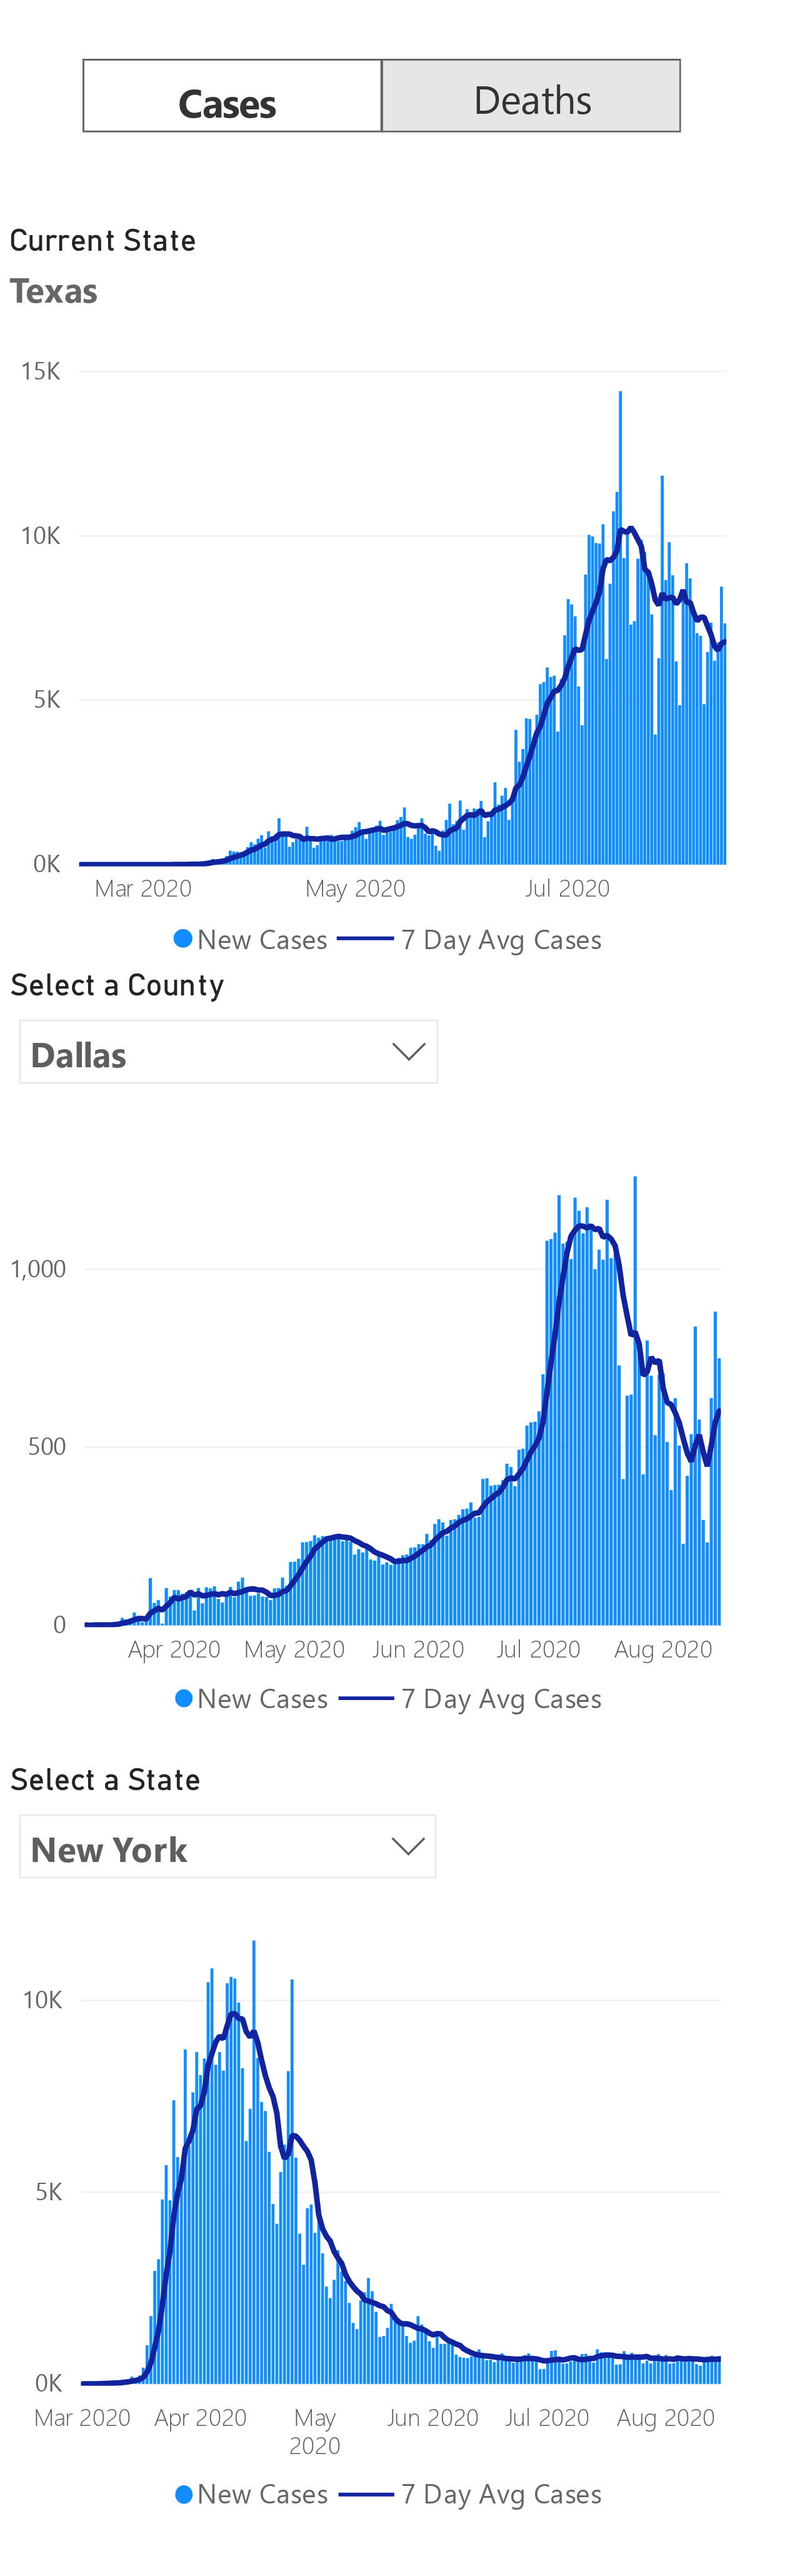 Cases Deaths
Current State
Texas
15K
10K
5K
0K
Mar 2020 May 2020 Jul 2020
New Cases 7 Day Avg Cases
Select a County
Dallas
1,000
500
0
Apr 2020 May 2020 Jun 2020 Jul 2020 Aug 2020
New Cases 7 Day Avg Cases
Select a State
New York
10K
5K
0K
Mar 2020 Apr 2020 May Jun 2020 Jul 2020 Aug 2020
2020
New Cases 7 Day Avg Cases